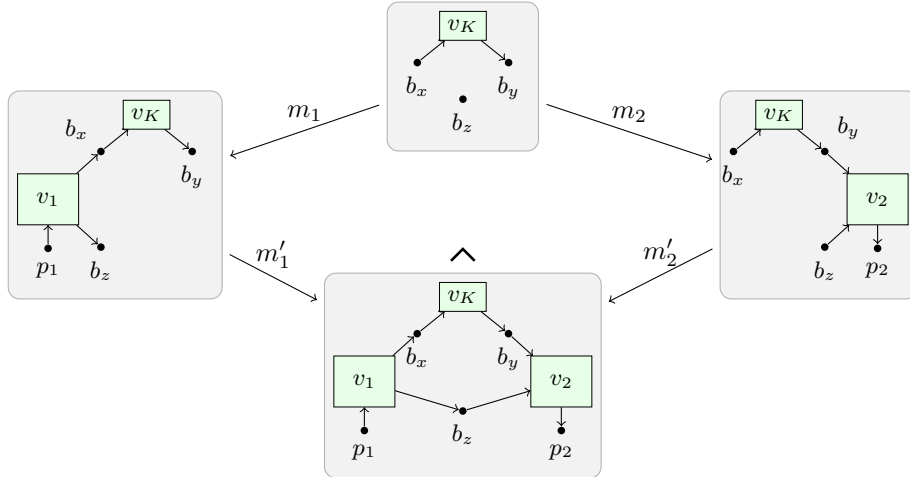 v_K
b_x b_y
b_z
m_1
m_2
v_K
b_x
b_y
v_1
p_1 b_z
v_K
b_y
b_x
v_2
b_z p_2
m'_1
m'_2
v_K
b_x b_y
v_1 v_2
b_z
p_1 p_2